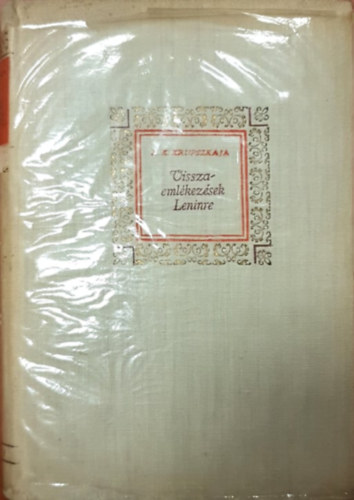 N. K. KRUPSZKAJA
Vissza-
emlékezések
Leninre